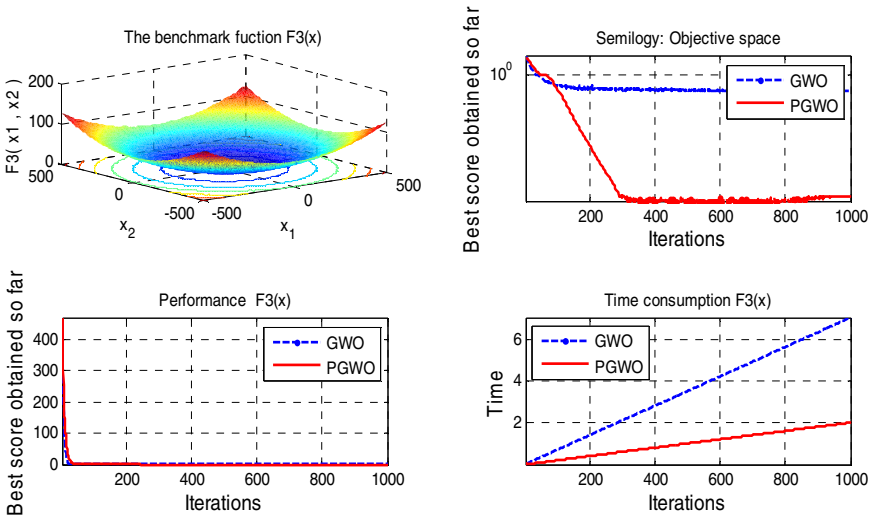 The benchmark fuction F3(x)
F3( x1 , x2 )
200
100
0
500
0
-500
x2
-500
0
500
x1
Semilogy: Objective space
Best score obtained so far
10^0
GWO
PGWO
200
400
600
800
1000
Iterations
Performance F3(x)
Best score obtained so far
400
300
200
100
0
GWO
PGWO
200
400
600
800
1000
Iterations
Time consumption F3(x)
Time
6
4
2
GWO
PGWO
200
400
600
800
1000
Iterations